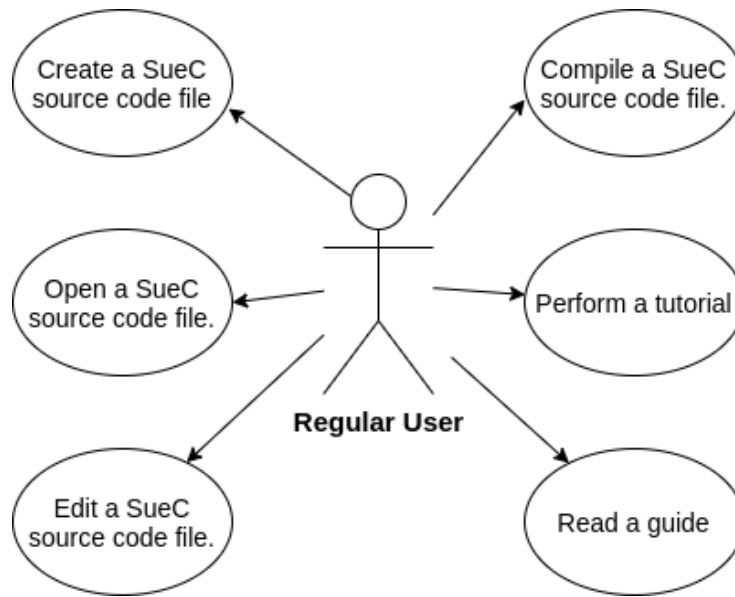 Create a SueC
source code file
Compile a SueC
source code file.
Open a SueC
source code file.
Perform a tutorial
Regular User
Edit a SueC
source code file.
Read a guide